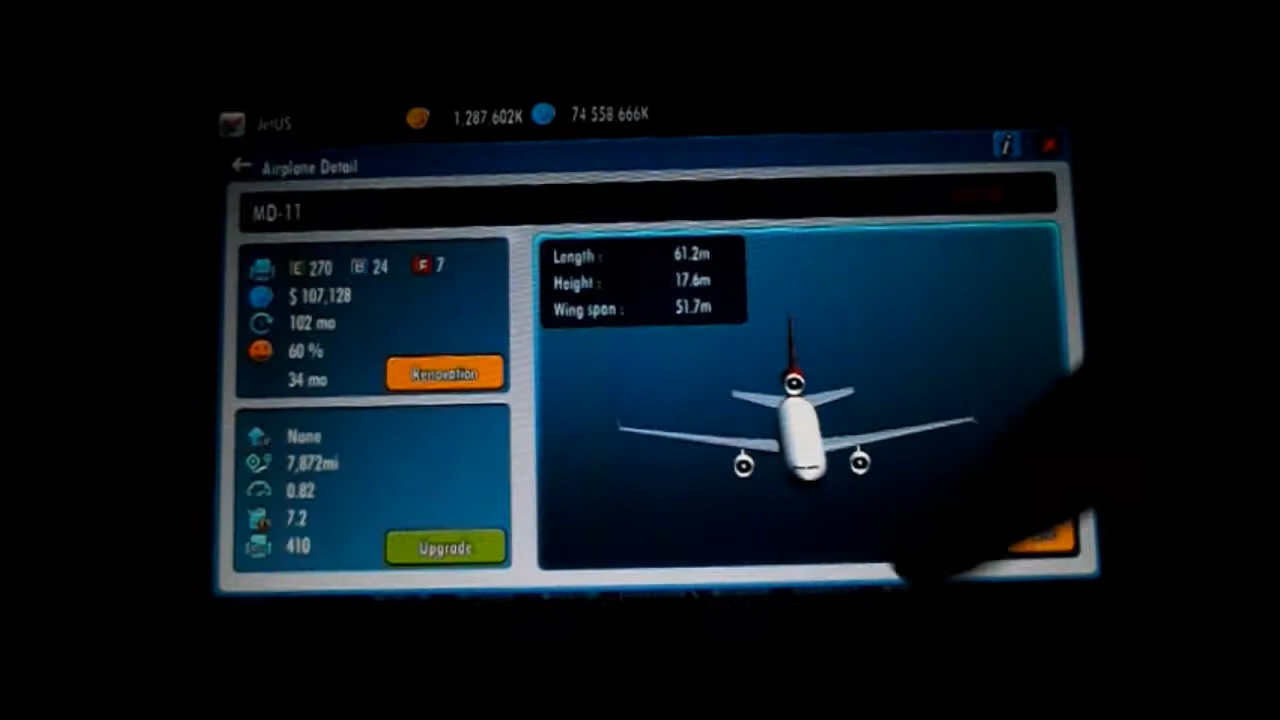 JetUS 1,287,602K 74 558 666K
Airplane Detail
MD-11
E 270 B 24 F 7
$ 107,128
102 mo
60 %
34 mo
Renovation
None
7,872mi
0.82
7.2
410
Upgrade
Length : 61.2m
Height : 17.6m
Wing span : 51.7m